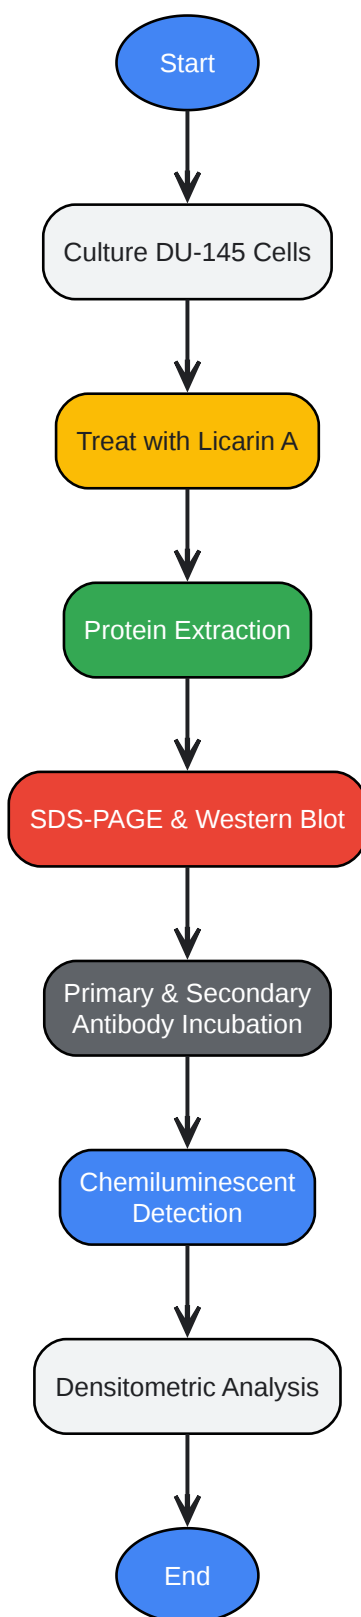 Start
Culture DU-145 Cells
Treat with Licarin A
Protein Extraction
SDS-PAGE & Western Blot
Primary & Secondary
Antibody Incubation
Chemiluminescent
Detection
Densitometric Analysis
End